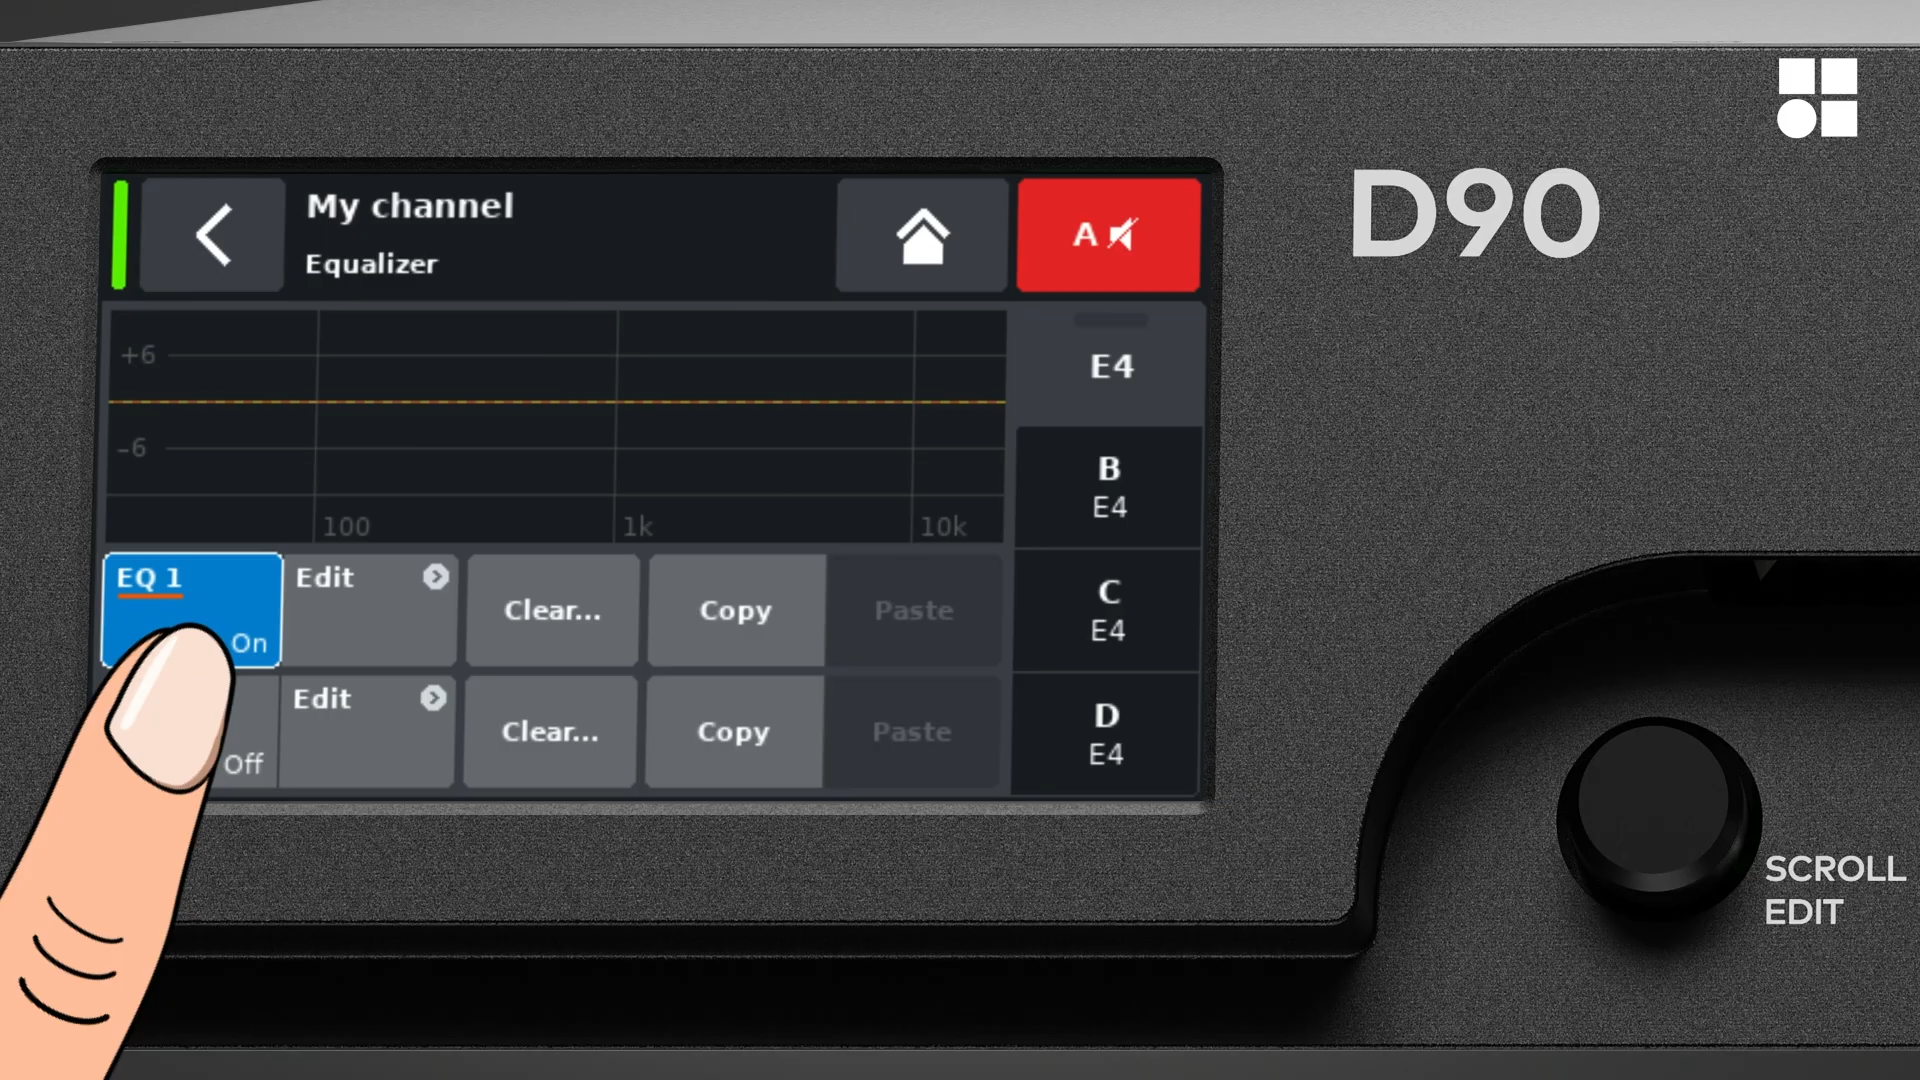 D90
My channel
Equalizer
A
+6
-6
100
1k
10k
E4
B
E4
C
E4
D
E4
EQ 1
On
Edit
Clear...
Copy
Paste
Off
Edit
Clear...
Copy
Paste
SCROLL
EDIT